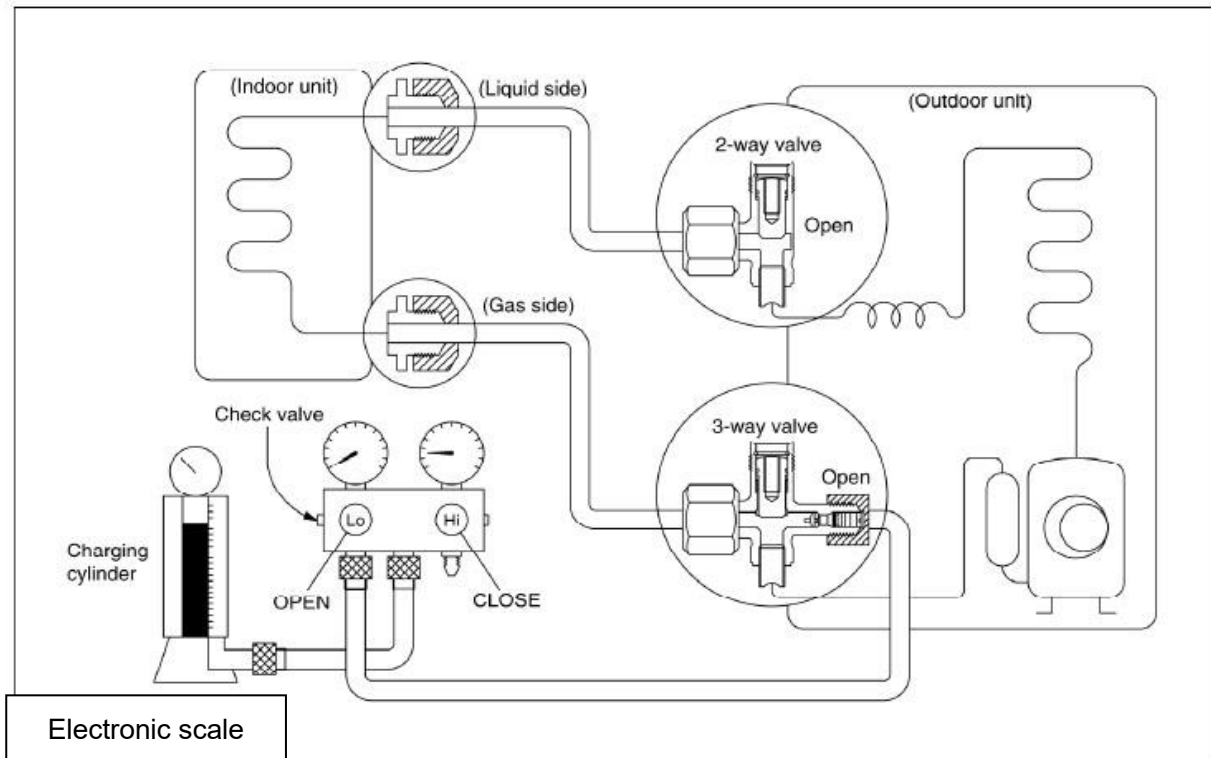 (Indoor unit)
(Liquid side)
(Outdoor unit)
2-way valve
Open
(Gas side)
Check valve
3-way valve
Open
Lo
Hi
Charging
cylinder
OPEN
CLOSE
Electronic scale